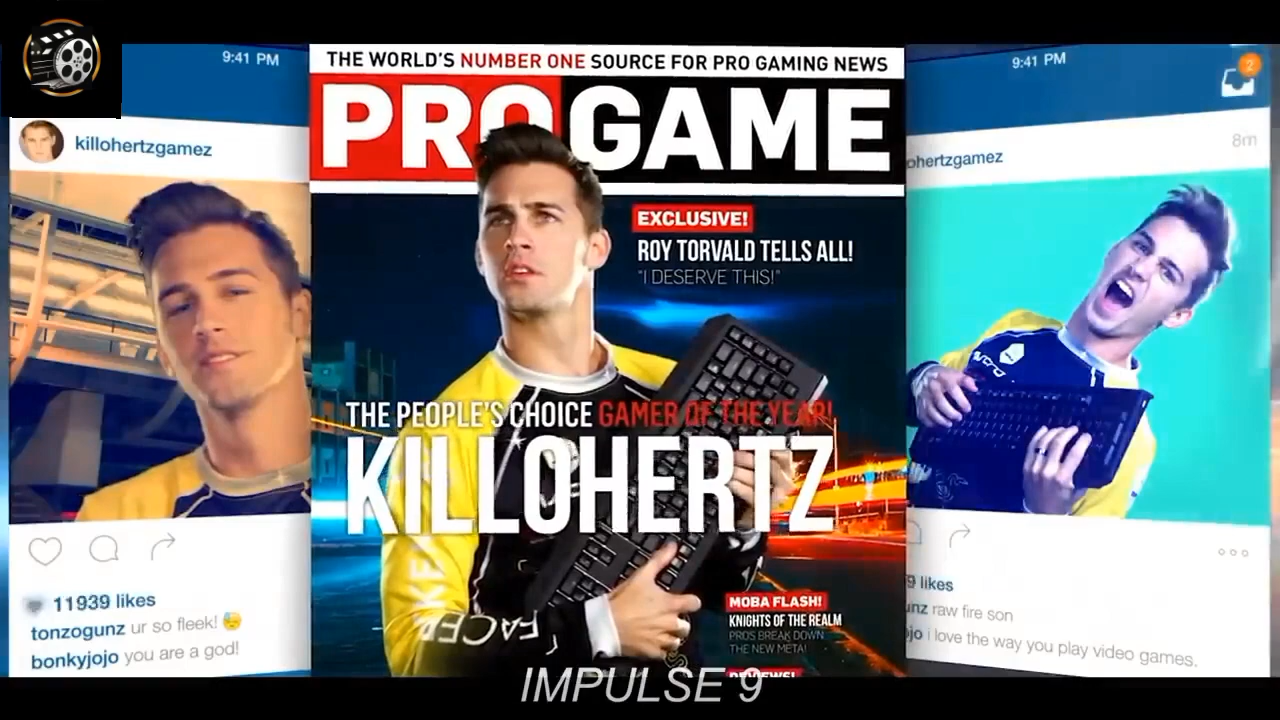 9:41 PM
killohertzgamez
11939 likes
tonzogunz ur so fleek! 😓
bonkyjojo you are a god!
THE WORLD'S NUMBER ONE SOURCE FOR PRO GAMING NEWS
PRO GAME
EXCLUSIVE!
ROY TORVALD TELLS ALL!
"I DESERVE THIS!"
THE PEOPLE'S CHOICE GAMER OF THE YEAR!
KILLOHERTZ
MOBA FLASH!
KNIGHTS OF THE REALM
PROS BREAK DOWN
THE NEW META!
REVIEWS!
9:41 PM
2
ohertzgamez
8m
9 likes
unz raw fire son
ojo i love the way you play video games.
IMPULSE 9